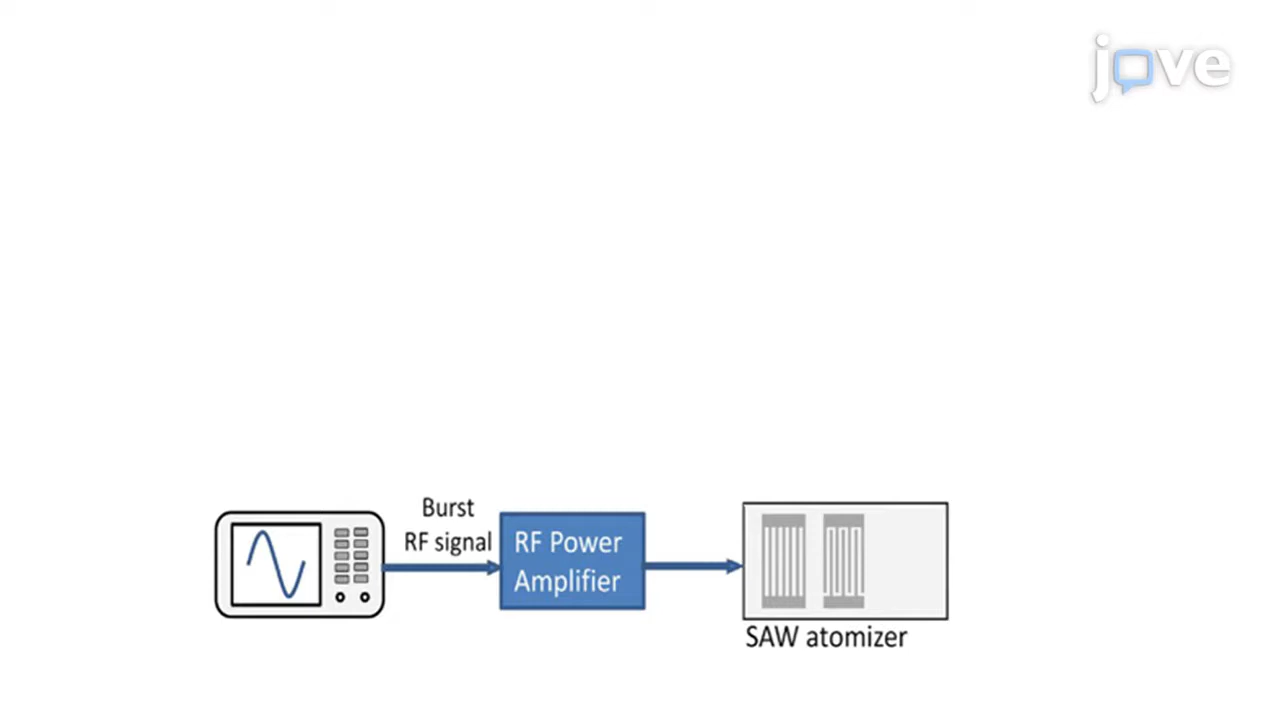 jove
Burst
RF signal
RF Power
Amplifier
SAW atomizer